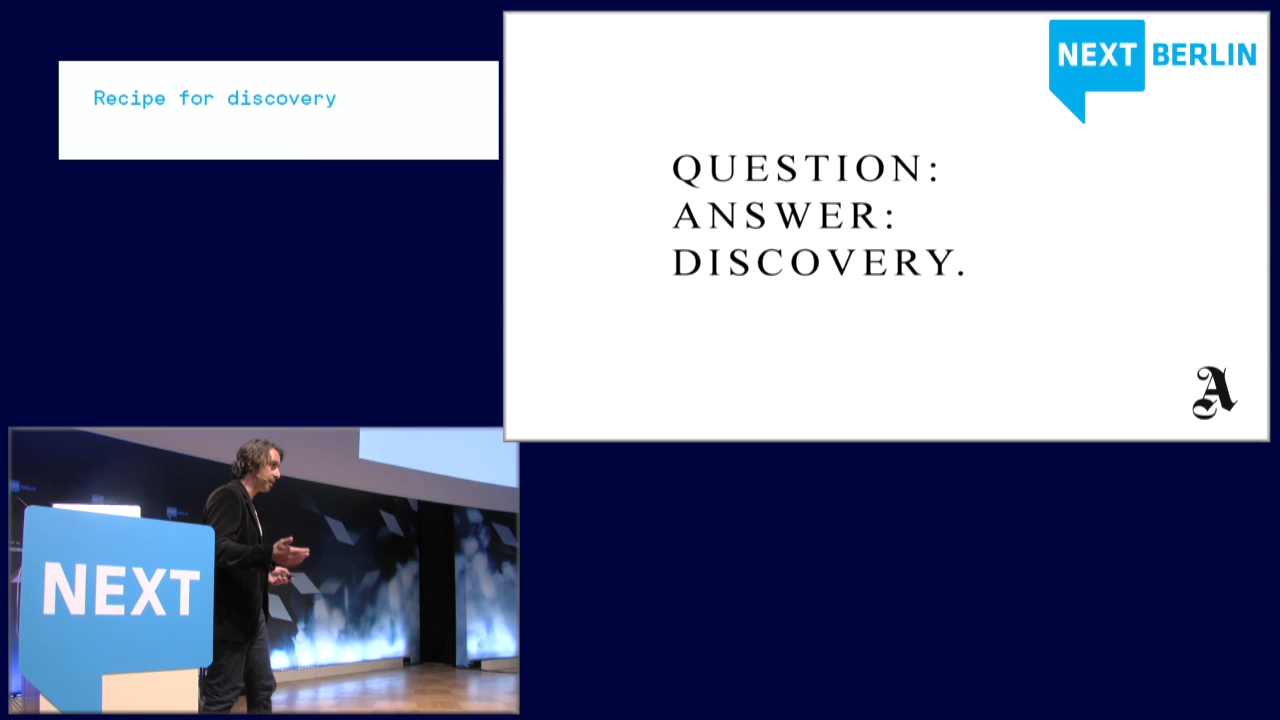 Recipe for discovery
NEXT BERLIN
QUESTION:
ANSWER:
DISCOVERY.
A
NEXT